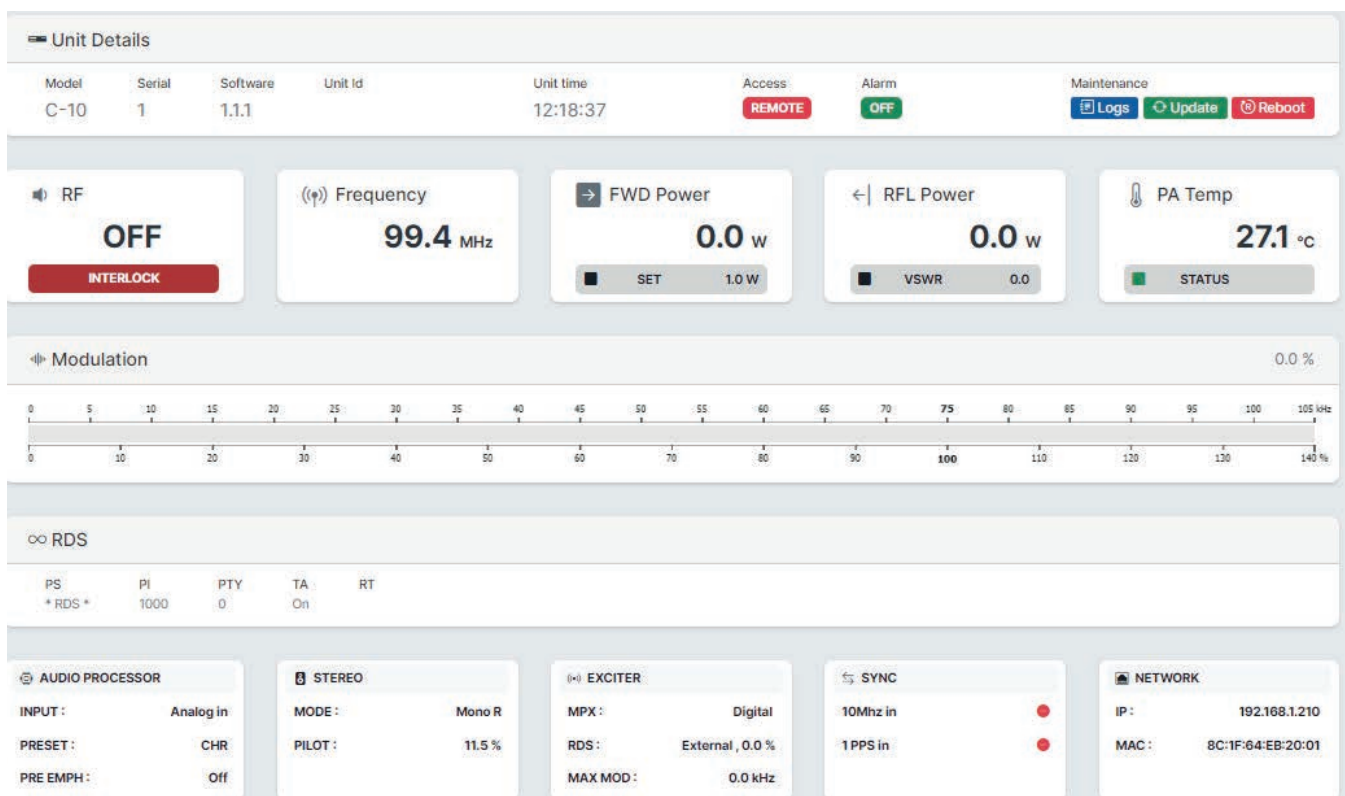 Unit Details
Model Serial Software Unit Id Unit time Access Alarm Maintenance
C-10 1 1.1.1 12:18:37 REMOTE OFF Logs Update Reboot
RF Frequency FWD Power RFL Power PA Temp
OFF 99.4 MHz 0.0 W 0.0 W 27.1 °C
INTERLOCK SET 1.0 W VSWR 0.0 STATUS
Modulation 0.0 %
0 5 10 15 20 25 30 35 40 45 50 55 60 65 70 75 80 85 90 95 100 105 kHz
0 10 20 30 40 50 60 70 80 90 100 110 120 130 140 %
RDS
PS PI PTY TA RT
* RDS * 1000 0 On
AUDIO PROCESSOR STEREO EXCITER SYNC NETWORK
INPUT : Analog in MODE : Mono R MPX : Digital 10Mhz in IP : 192.168.1.210
PRESET : CHR PILOT : 11.5 % RDS : External , 0.0 % 1 PPS in MAC : 8C:1F:64:EB:20:01
PRE EMPH : Off MAX MOD : 0.0 kHz